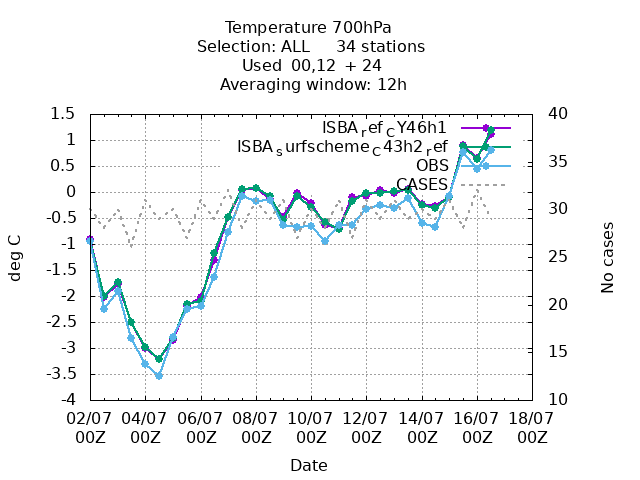 Temperature 700hPa
Selection: ALL 34 stations
Used 00,12 + 24
Averaging window: 12h
ISBA_ref_CY46h1
ISBA_surfscheme_C43h2_ref
OBS
CASES
1.5
1
0.5
0
-0.5
-1
-1.5
-2
-2.5
-3
-3.5
-4
deg C
40
35
30
25
20
15
10
No cases
02/07 04/07 06/07 08/07 10/07 12/07 14/07 16/07 18/07
00Z 00Z 00Z 00Z 00Z 00Z 00Z 00Z 00Z
Date